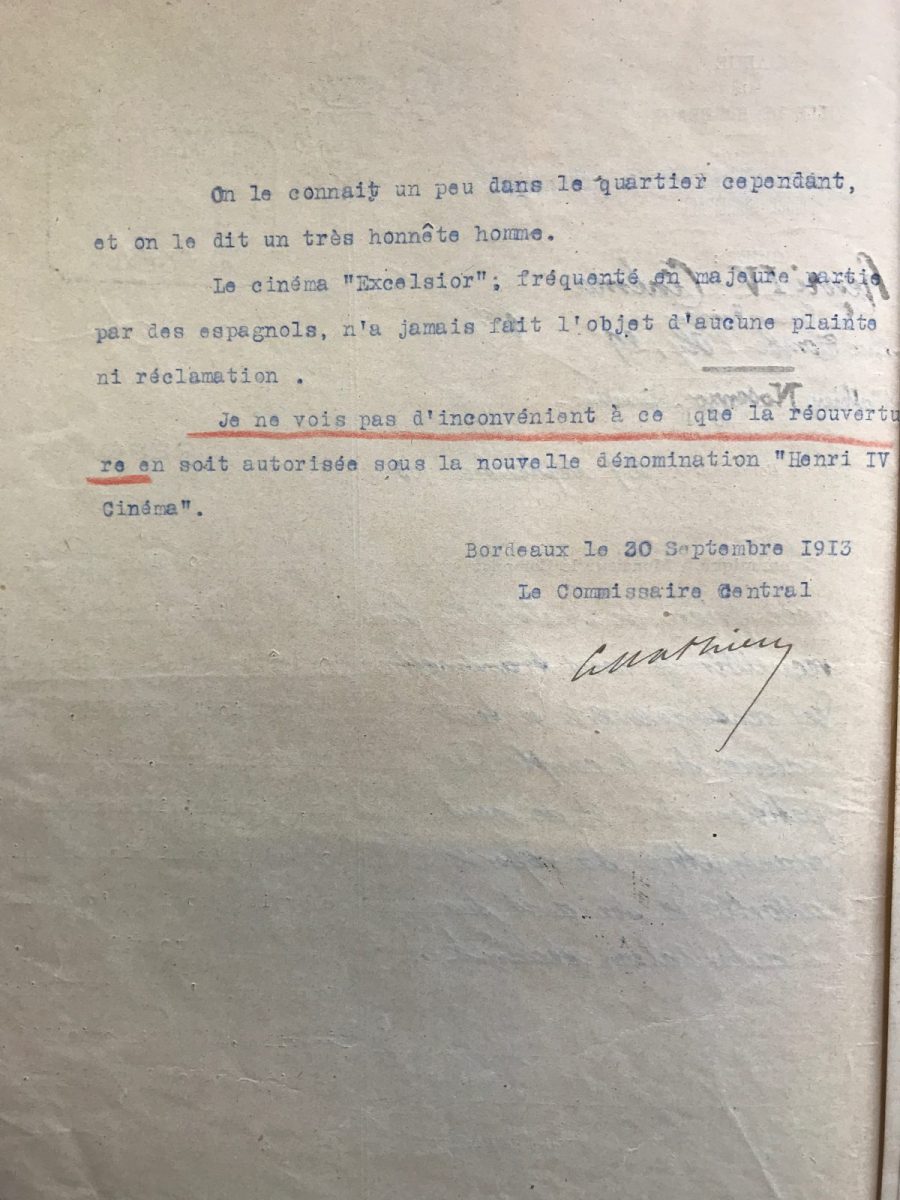 On le connait un peu dans le quartier cependant,
et on le dit un très honnête homme.
Le cinéma "Excelsior"; fréquenté en majeure partie
par des espagnols, n'a jamais fait l'objet d'aucune plainte
ni réclamation .
Je ne vois pas d'inconvénient à ce que la réouvertu
re en soit autorisée sous la nouvelle dénomination "Henri IV
Cinéma".
Bordeaux le 30 Septembre 1913
Le Commissaire Central